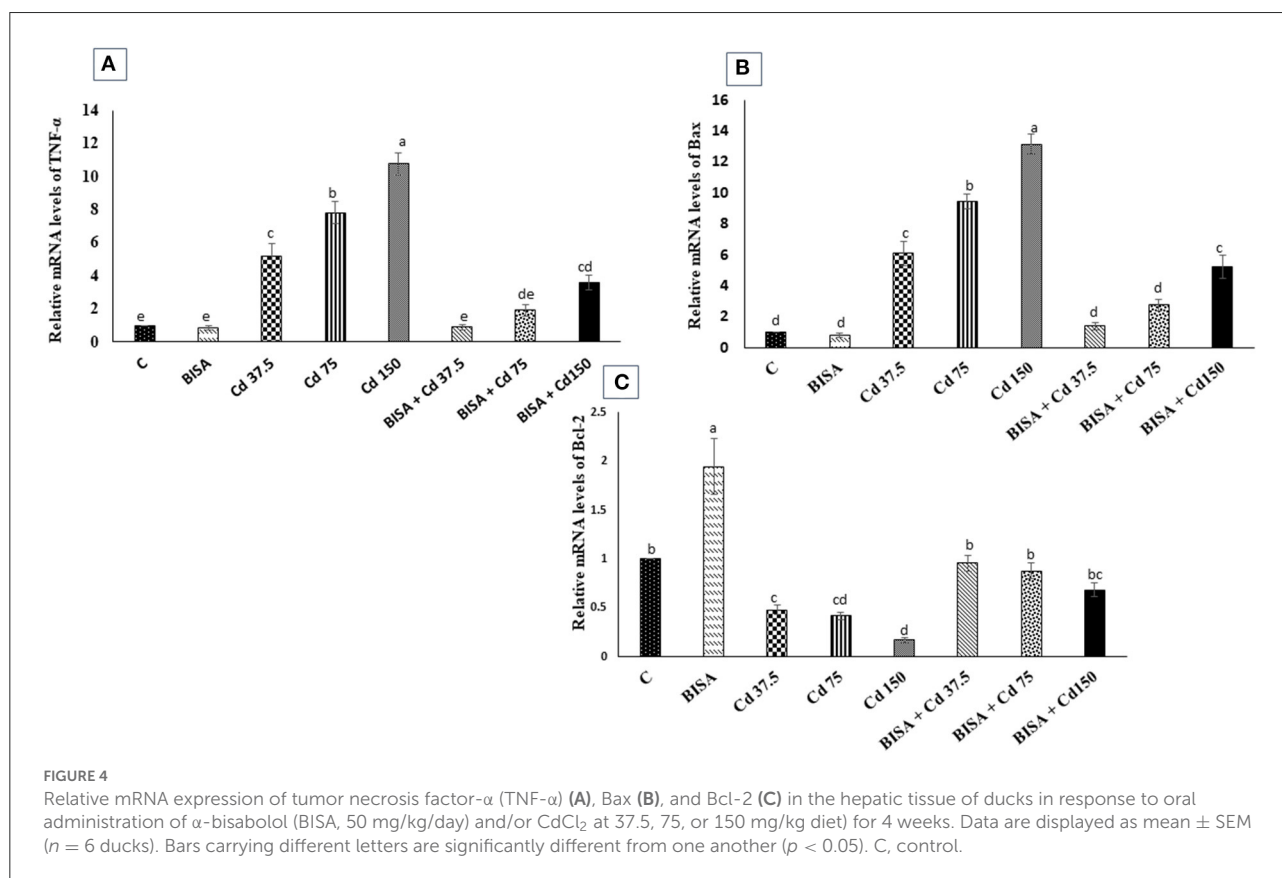 A
Relative mRNA levels of TNF-α
14
12
10
8
6
4
2
0
e
e
c
b
a
e
de
cd
C
BISA
Cd 37.5
Cd 75
Cd 150
BISA + Cd 37.5
BISA + Cd 75
BISA + Cd150
B
Relative mRNA levels of Bax
16
14
12
10
8
6
4
2
0
d
d
c
b
a
d
d
c
C
BISA
Cd 37.5
Cd 75
Cd 150
BISA + Cd 37.5
BISA + Cd 75
BISA + Cd150
C
Relative mRNA levels of Bcl-2
2.5
2
1.5
1
0.5
0
b
a
c
cd
d
b
b
bc
C
BISA
Cd 37.5
Cd 75
Cd 150
BISA + Cd 37.5
BISA + Cd 75
BISA + Cd150
FIGURE 4
Relative mRNA expression of tumor necrosis factor-α (TNF-α) (A), Bax (B), and Bcl-2 (C) in the hepatic tissue of ducks in response to oral
administration of α-bisabolol (BISA, 50 mg/kg/day) and/or CdCl₂ at 37.5, 75, or 150 mg/kg diet) for 4 weeks. Data are displayed as mean ± SEM
(n = 6 ducks). Bars carrying different letters are significantly different from one another (p < 0.05). C, control.